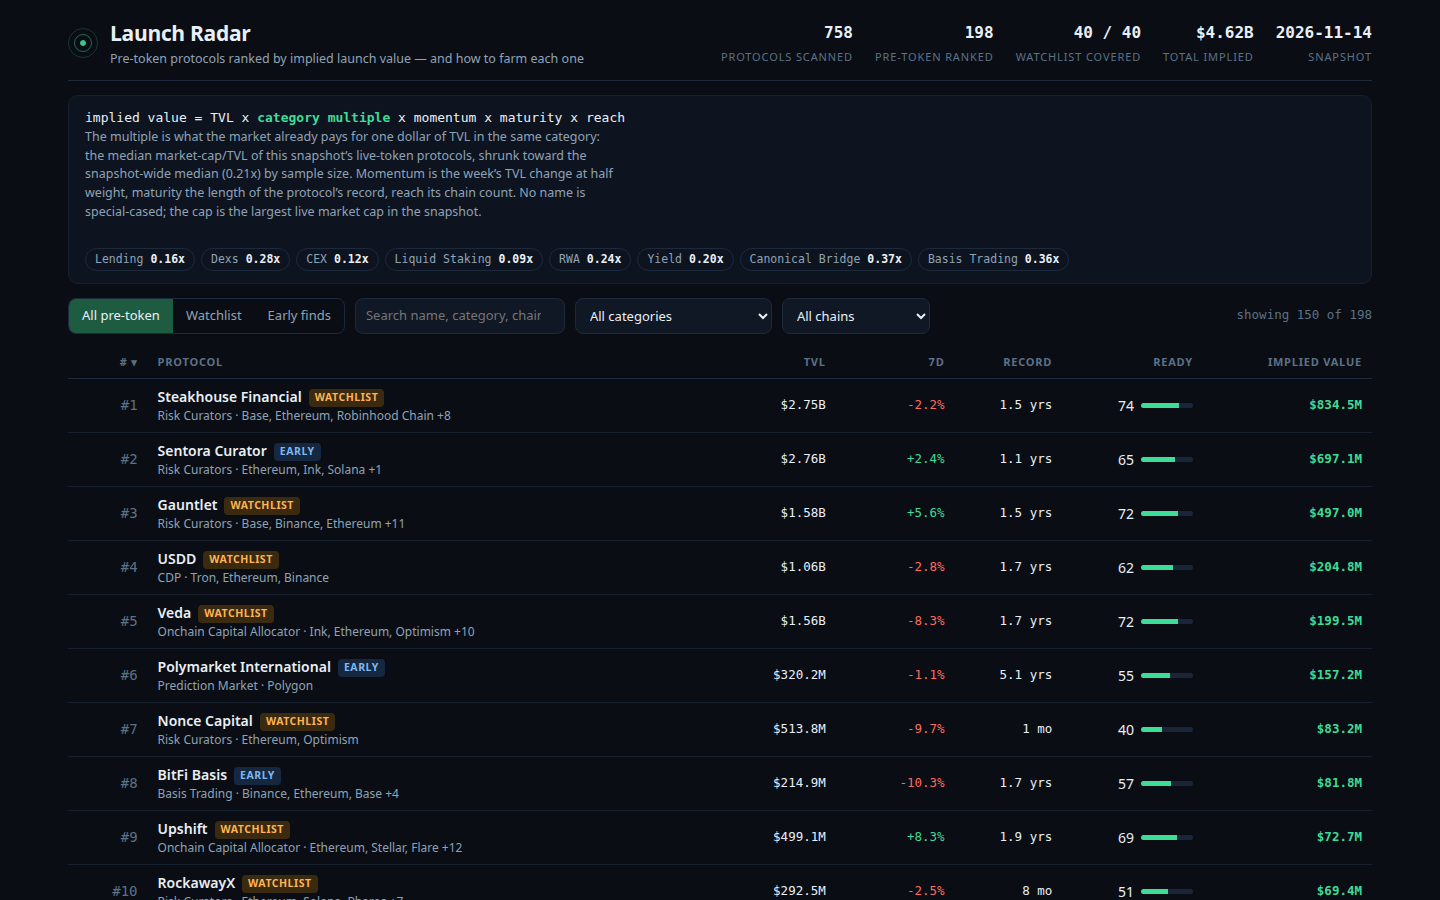 Launch Radar
Pre-token protocols ranked by implied launch value — and how to farm each one
758
PROTOCOLS SCANNED
198
PRE-TOKEN RANKED
40 / 40
WATCHLIST COVERED
$4.62B
TOTAL IMPLIED
2026-11-14
SNAPSHOT
implied value = TVL x category multiple x momentum x maturity x reach
The multiple is what the market already pays for one dollar of TVL in the same category:
the median market-cap/TVL of this snapshot's live-token protocols, shrunk toward the
snapshot-wide median (0.21x) by sample size. Momentum is the week's TVL change at half
weight, maturity the length of the protocol's record, reach its chain count. No name is
special-cased; the cap is the largest live market cap in the snapshot.
Lending 0.16x Dexs 0.28x CEX 0.12x Liquid Staking 0.09x RWA 0.24x Yield 0.20x Canonical Bridge 0.37x Basis Trading 0.36x
All pre-token Watchlist Early finds Search name, category, chair All categories All chains showing 150 of 198
# ▼ PROTOCOL TVL 7D RECORD READY IMPLIED VALUE
#1 Steakhouse Financial WATCHLIST $2.75B -2.2% 1.5 yrs 74 $834.5M
Risk Curators · Base, Ethereum, Robinhood Chain +8
#2 Sentora Curator EARLY $2.76B +2.4% 1.1 yrs 65 $697.1M
Risk Curators · Ethereum, Ink, Solana +1
#3 Gauntlet WATCHLIST $1.58B +5.6% 1.5 yrs 72 $497.0M
Risk Curators · Base, Binance, Ethereum +11
#4 USDD WATCHLIST $1.06B -2.8% 1.7 yrs 62 $204.8M
CDP · Tron, Ethereum, Binance
#5 Veda WATCHLIST $1.56B -8.3% 1.7 yrs 72 $199.5M
Onchain Capital Allocator · Ink, Ethereum, Optimism +10
#6 Polymarket International EARLY $320.2M -1.1% 5.1 yrs 55 $157.2M
Prediction Market · Polygon
#7 Nonce Capital WATCHLIST $513.8M -9.7% 1 mo 40 $83.2M
Risk Curators · Ethereum, Optimism
#8 BitFi Basis EARLY $214.9M -10.3% 1.7 yrs 57 $81.8M
Basis Trading · Binance, Ethereum, Base +4
#9 Upshift WATCHLIST $499.1M +8.3% 1.9 yrs 69 $72.7M
Onchain Capital Allocator · Ethereum, Stellar, Flare +12
#10 RockawayX WATCHLIST $292.5M -2.5% 8 mo 51 $69.4M